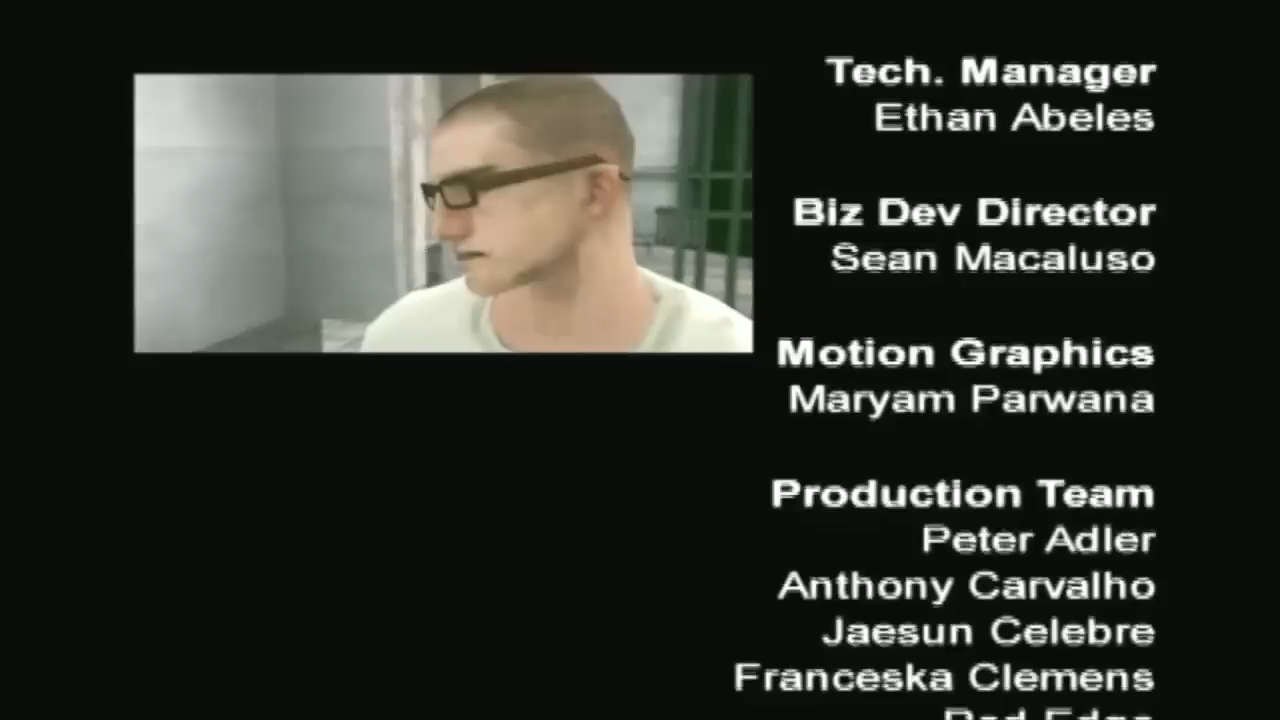 Tech. Manager
Ethan Abeles
Biz Dev Director
Sean Macaluso
Motion Graphics
Maryam Parwana
Production Team
Peter Adler
Anthony Carvalho
Jaesun Celebre
Franceska Clemens